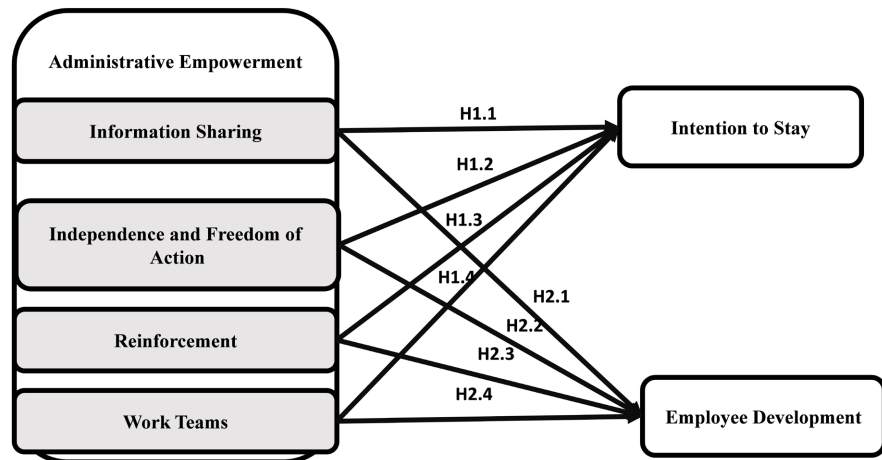 Administrative Empowerment
Information Sharing
Independence and Freedom of
Action
Reinforcement
Work Teams
H1.1
H1.2
H1.3
H1.4
H2.1
H2.2
H2.3
H2.4
Intention to Stay
Employee Development